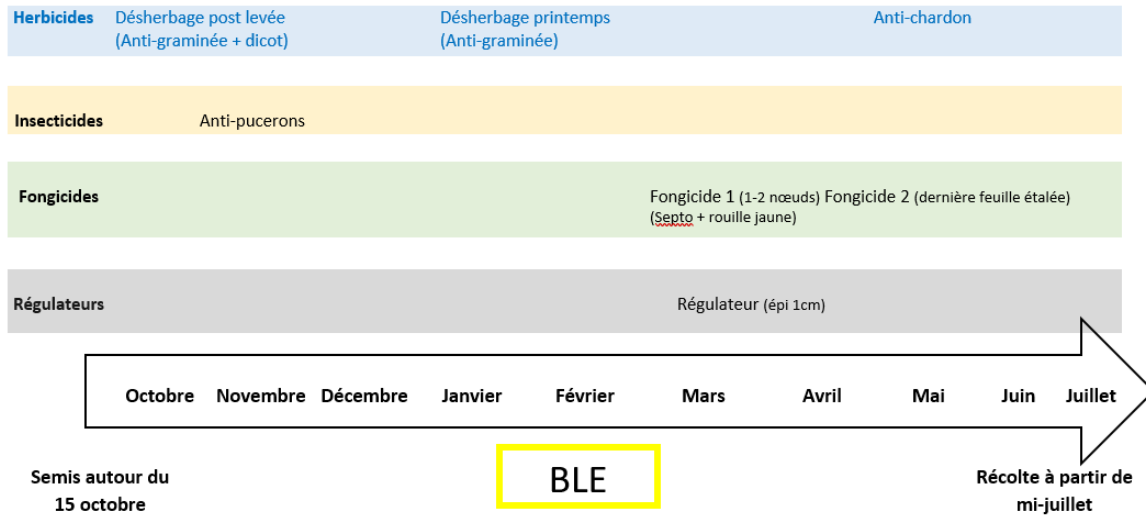 Herbicides Désherbage post levée Désherbage printemps Anti-chardon
(Anti-graminée + dicot) (Anti-graminée)
Insecticides Anti-pucerons
Fongicides Fongicide 1 (1-2 nœuds) Fongicide 2 (dernière feuille étalée)
(Septo + rouille jaune)
Régulateurs Régulateur (épi 1cm)
Octobre Novembre Décembre Janvier Février Mars Avril Mai Juin Juillet
Semis autour du
15 octobre
BLE
Récolte à partir de
mi-juillet